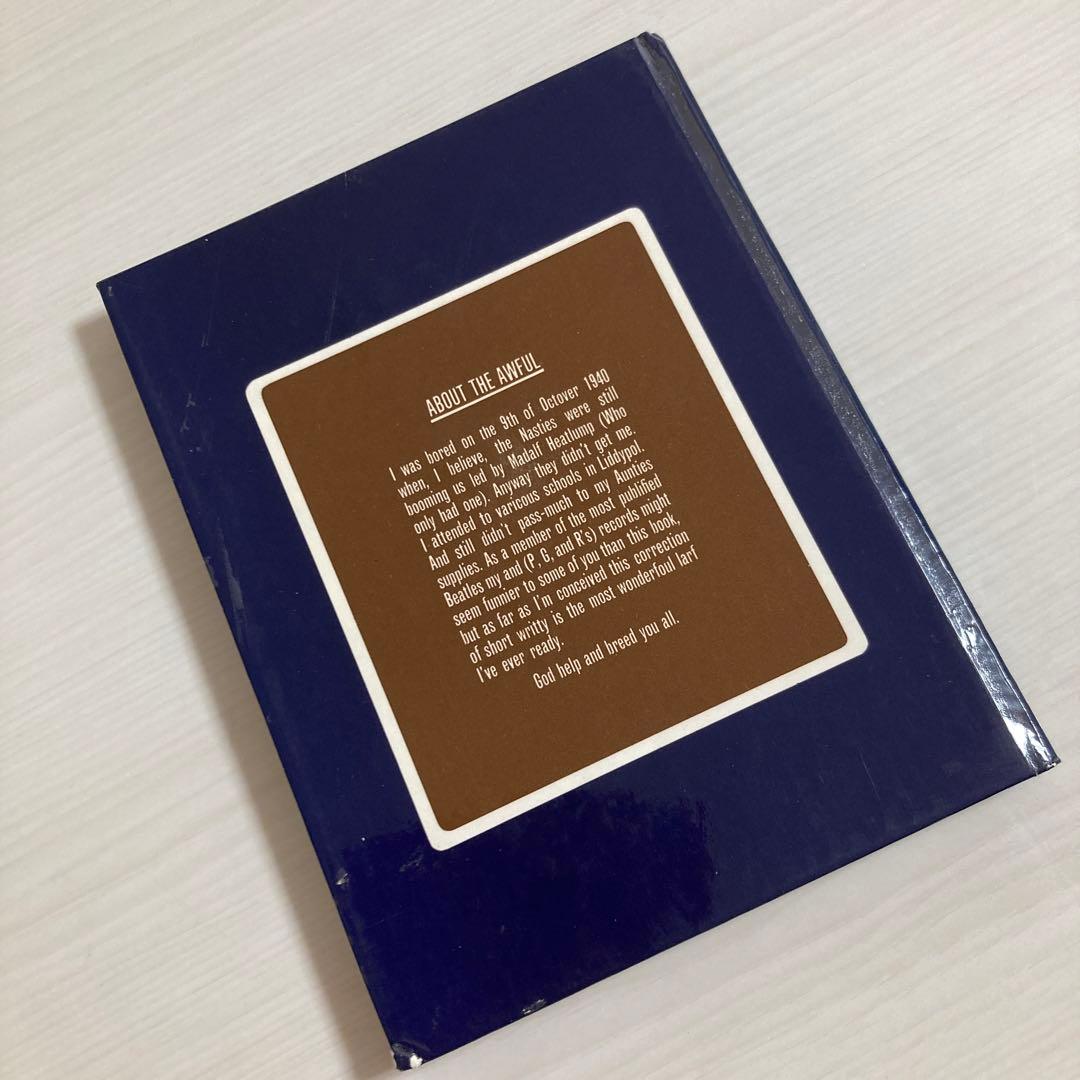 ABOUT THE AWFUL
I was bored on the 9th of Octover 1940
when, I believe, the Nasties were still
booming us led by Madalf Heatlump (Who
only had one). Anyway they didn't get me.
I attended to varicous schools in Liddypol.
And still didn't pass-much to my Aunties
supplies. As a member of the most publified
Beatles my and (P, G, and R's) records might
seem funnier to some of you than this book,
but as far as I'm conceived this correction
of short writty is the most wonderfoul larf
I've ever ready.
God help and breed you all.